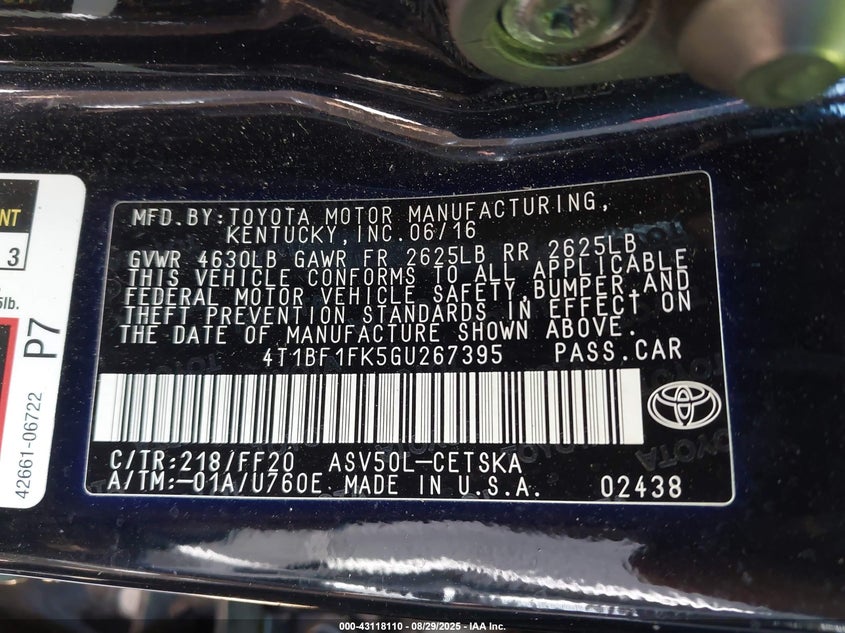 NT
3
5lb.
P7
42661-06722
MFD.BY:TOYOTA MOTOR MANUFACTURING,
KENTUCKY,INC.06/16
GVWR 4630LB GAWR FR 2625LB RR 2625LB
THIS VEHICLE CONFORMS TO ALL APPLICABLE
FEDERAL MOTOR VEHICLE SAFETY,BUMPER,AND
THEFT PREVENTION STANDARDS IN EFFECT ON
THE DATE OF MANUFACTURE SHOWN ABOVE.
4T1BF1FK5GU267395 PASS.CAR
C/TR:218/FF20 ASV50L-CETSKA
A/TM:-01A/U760E MADE IN U.S.A. 02438
000-43118110 - 08/29/2025 - IAA Inc.